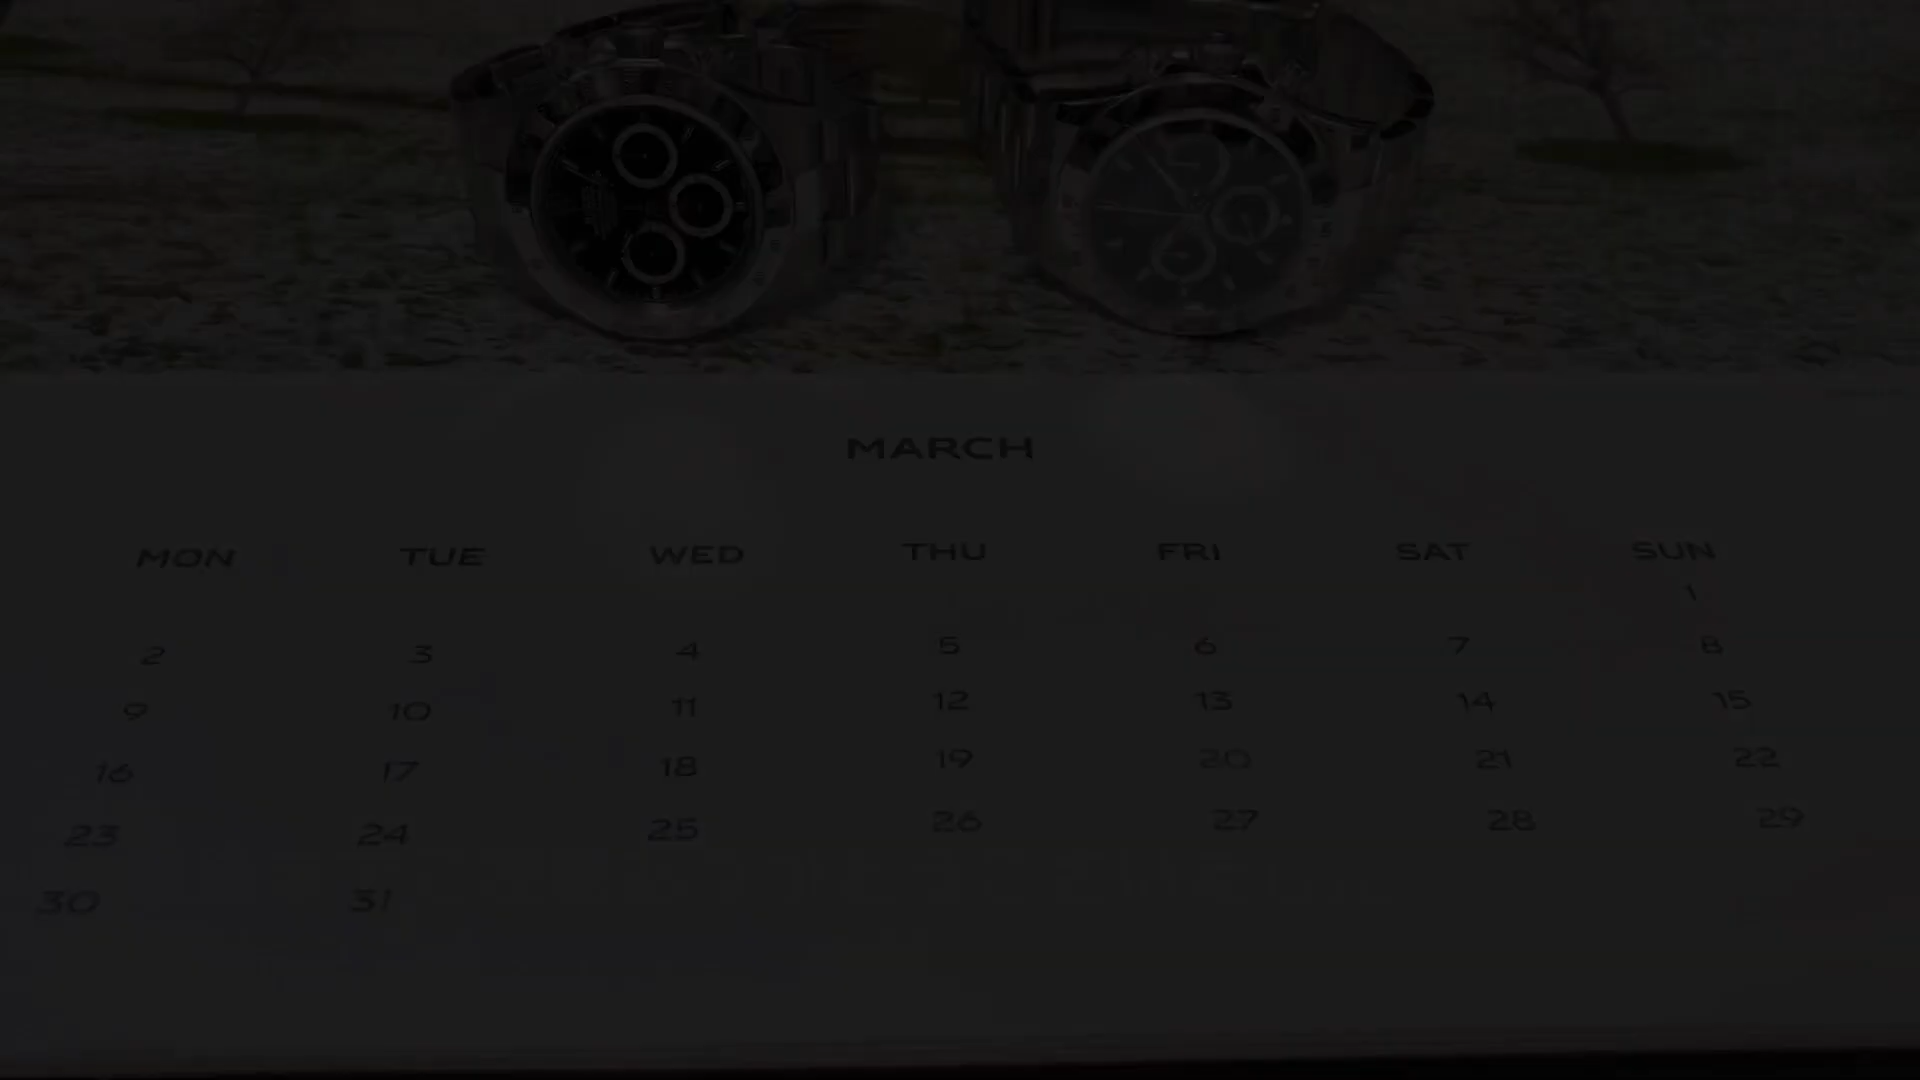 MARCH
MON TUE WED THU FRI SAT SUN
1
2 3 4 5 6 7 8
9 10 11 12 13 14 15
16 17 18 19 20 21 22
23 24 25 26 27 28 29
30 31